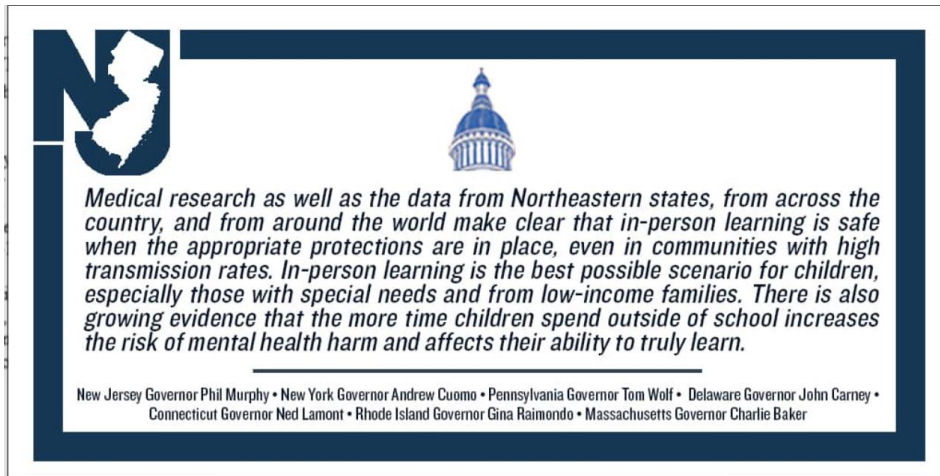 NJ
Medical research as well as the data from Northeastern states, from across the
country, and from around the world make clear that in-person learning is safe
when the appropriate protections are in place, even in communities with high
transmission rates. In-person learning is the best possible scenario for children,
especially those with special needs and from low-income families. There is also
growing evidence that the more time children spend outside of school increases
the risk of mental health harm and affects their ability to truly learn.
New Jersey Governor Phil Murphy • New York Governor Andrew Cuomo • Pennsylvania Governor Tom Wolf • Delaware Governor John Carney •
Connecticut Governor Ned Lamont • Rhode Island Governor Gina Raimondo • Massachusetts Governor Charlie Baker